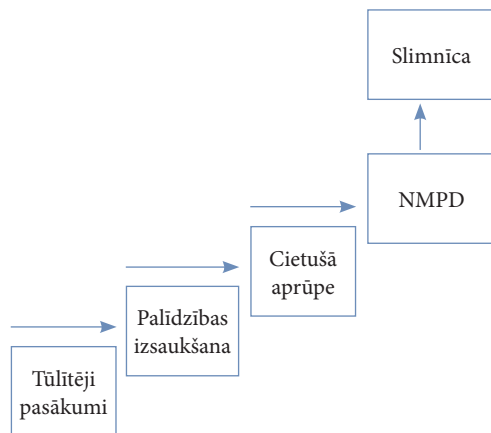 Slimnīca
NMPD
Cietušā
aprūpe
Palīdzības
izsaukšana
Tūlītēji
pasākumi